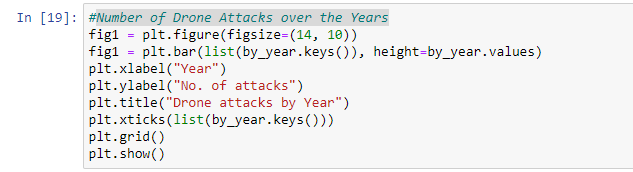 In [19]: #Number of Drone Attacks over the Years
fig1 = plt.figure(figsize=(14, 10))
fig1 = plt.bar(list(by_year.keys()), height=by_year.values)
plt.xlabel("Year")
plt.ylabel("No. of attacks")
plt.title("Drone attacks by Year")
plt.xticks(list(by_year.keys()))
plt.grid()
plt.show()